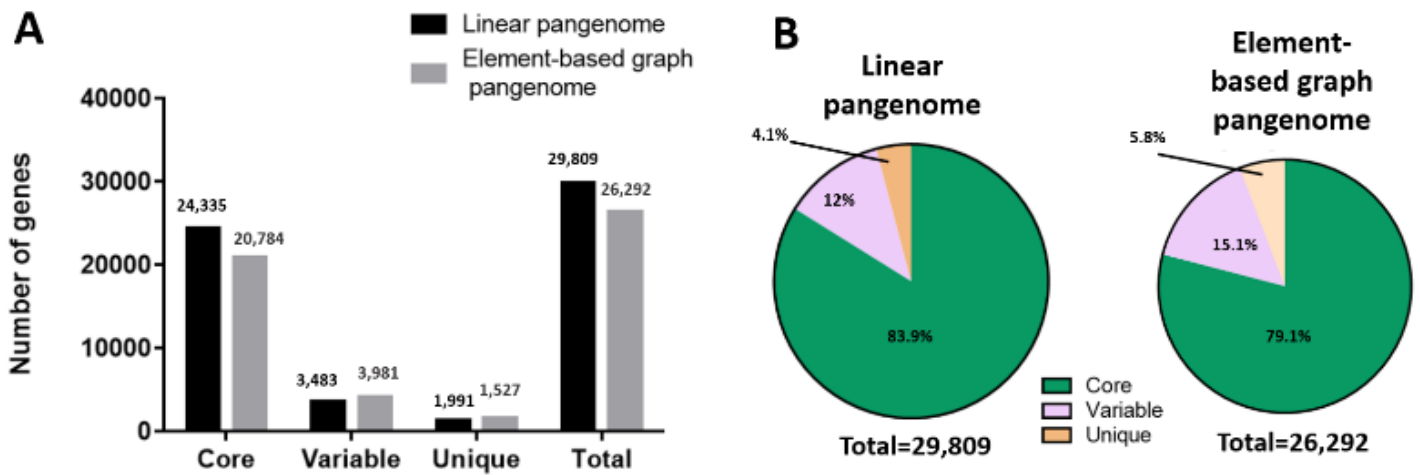 A
Linear pangenome
Element-based graph
pangenome
Number of genes
40000
30000
20000
10000
0
24,335
20,784
3,483
3,981
1,991
1,527
29,809
26,292
Core
Variable
Unique
Total
B
Linear
pangenome
4.1%
12%
83.9%
Total=29,809
Element-
based graph
pangenome
5.8%
15.1%
79.1%
Total=26,292
Core
Variable
Unique